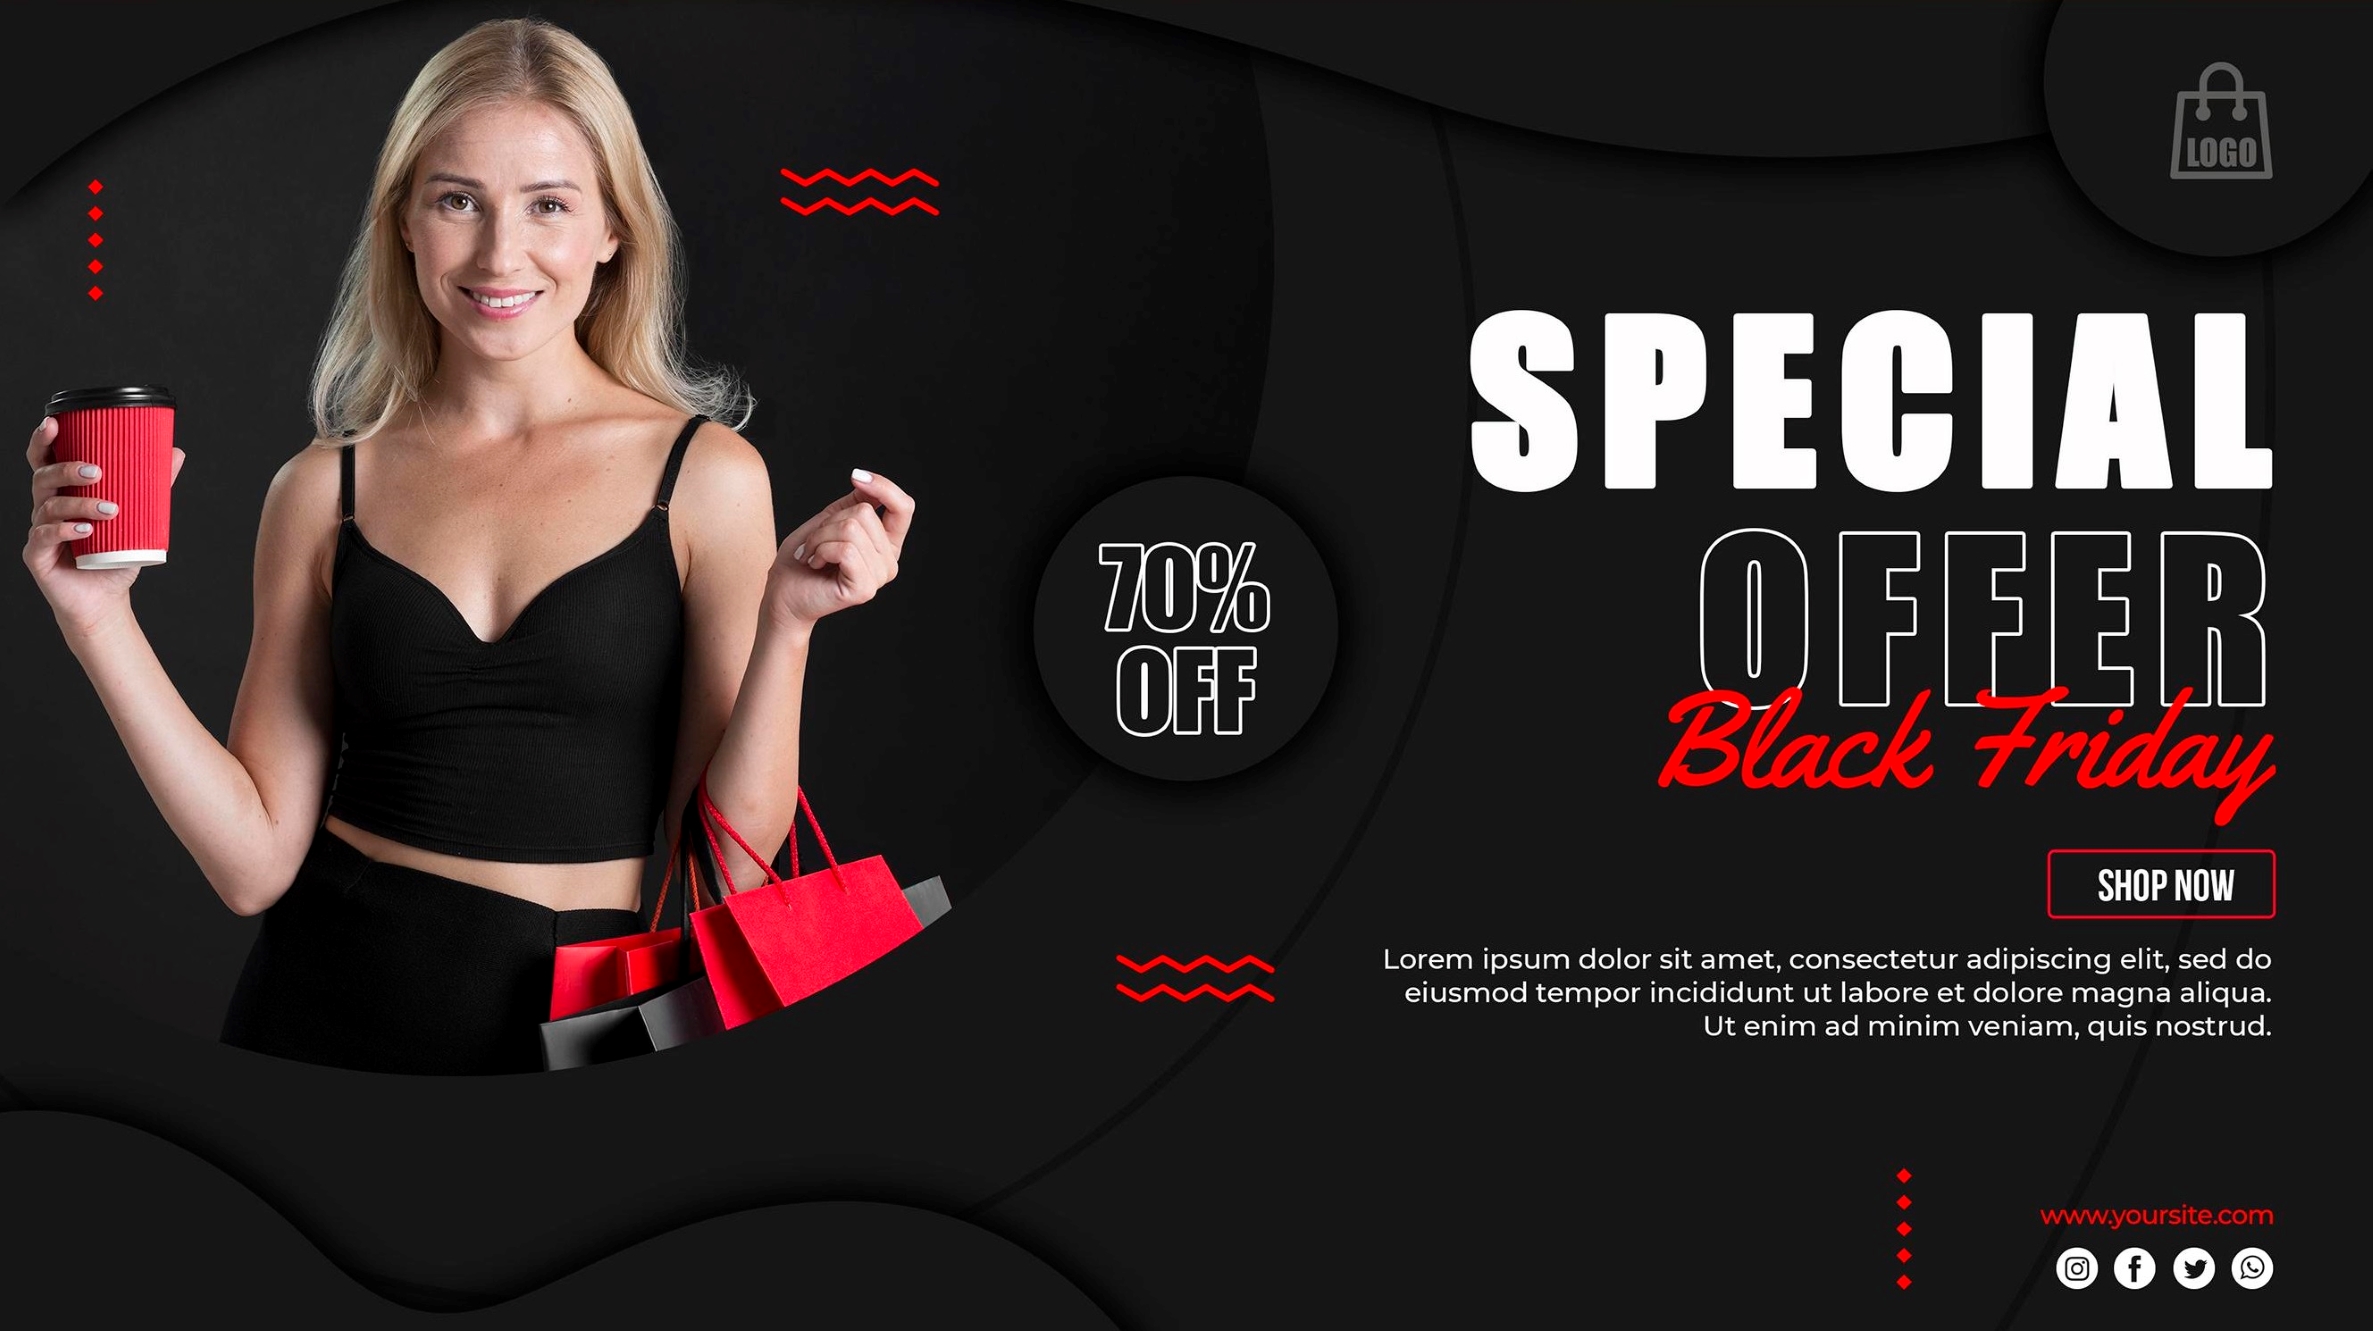 LOGO
SPECIAL
OFFER
Black Friday
70%
OFF
SHOP NOW
Lorem ipsum dolor sit amet, consectetur adipiscing elit, sed do
eiusmod tempor incididunt ut labore et dolore magna aliqua.
Ut enim ad minim veniam, quis nostrud.
www.yoursite.com